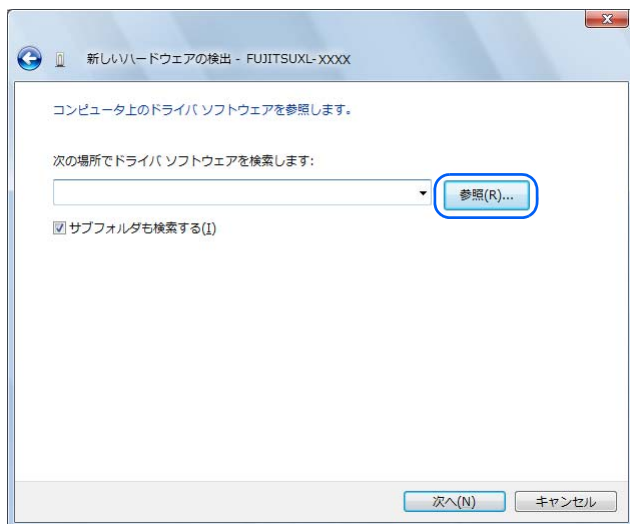 新しいハードウェアの検出 - FUJITSUXL-XXXX
コンピュータ上のドライバ ソフトウェアを参照します。
次の場所でドライバ ソフトウェアを検索します:
参照(R)...
サブフォルダも検索する(I)
次へ(N) キャンセル